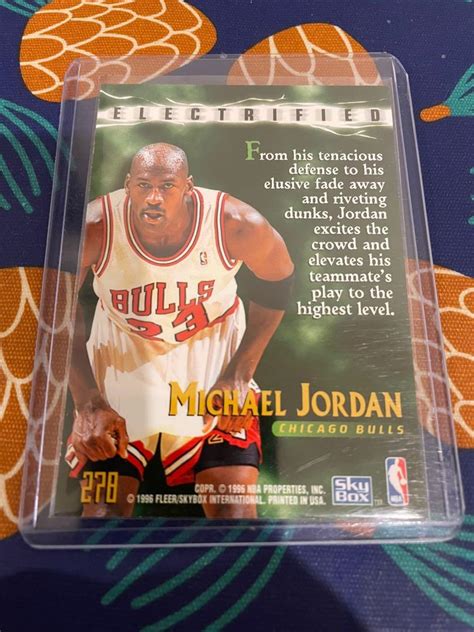 ELECTRIFIED
From his tenacious
defense to his
elusive fade away
and riveting
dunks, Jordan
excites the
crowd and
elevates his
teammate's
play to the
highest level.
BULLS
23
MICHAEL JORDAN
CHICAGO BULLS
278
COPR. © 1996 NBA PROPERTIES, INC.
© 1996 FLEER/SKYBOX INTERNATIONAL. PRINTED IN USA.
SKY
BOX
NBA